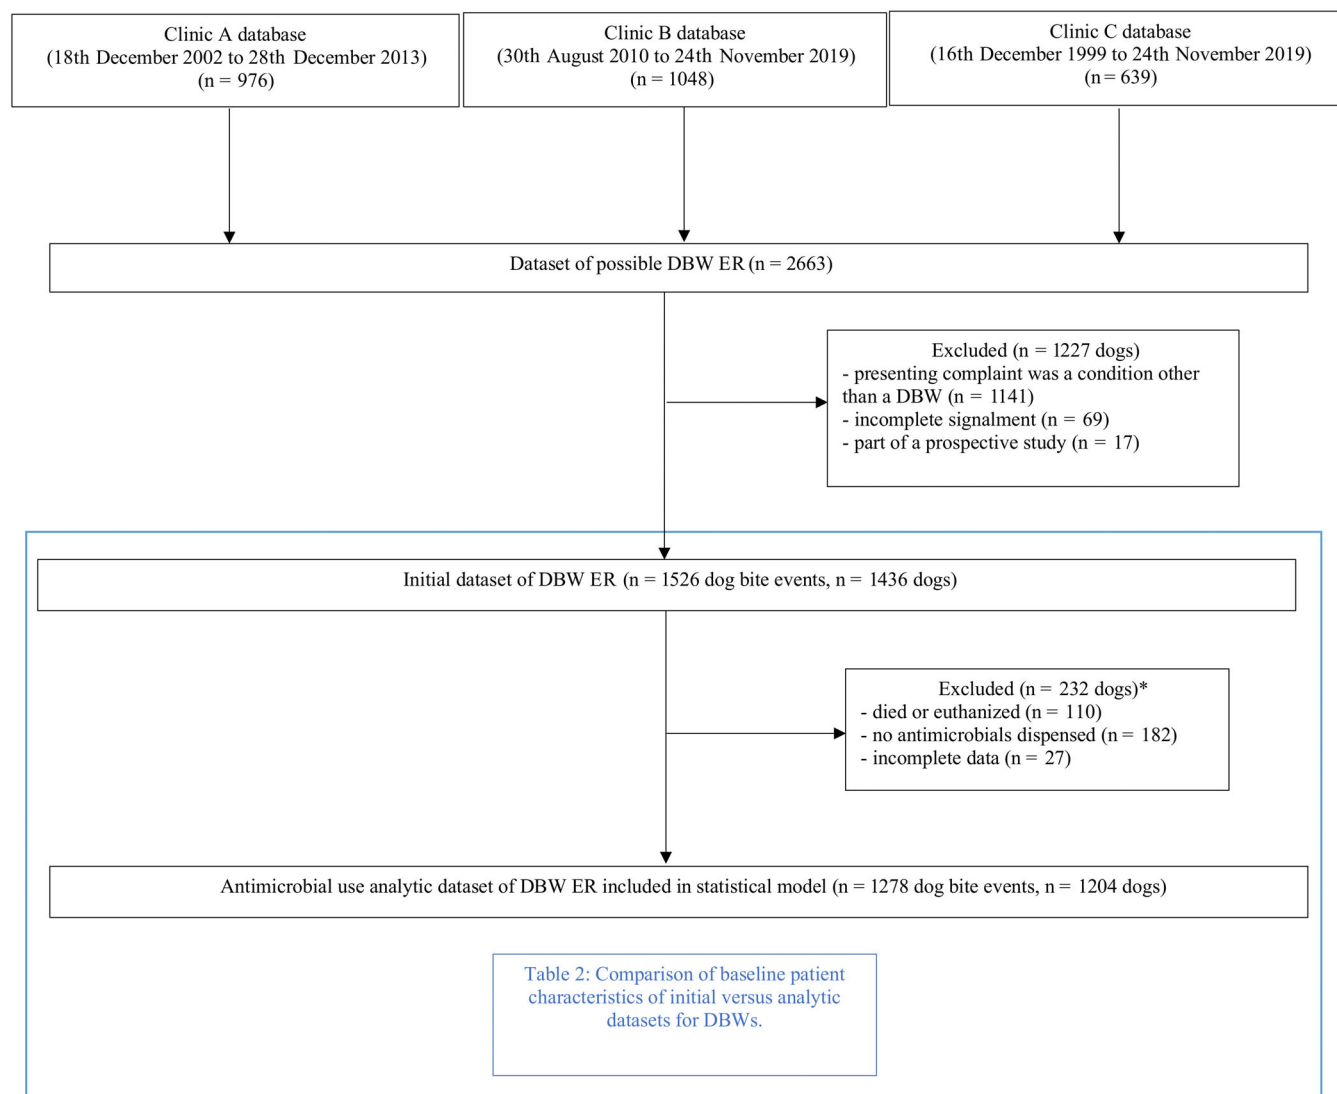 Clinic A database
(18th December 2002 to 28th December 2013)
(n = 976)
Clinic B database
(30th August 2010 to 24th November 2019)
(n = 1048)
Clinic C database
(16th December 1999 to 24th November 2019)
(n = 639)
Dataset of possible DBW ER (n = 2663)
Excluded (n = 1227 dogs)
- presenting complaint was a condition other
than a DBW (n = 1141)
- incomplete signalment (n = 69)
- part of a prospective study (n = 17)
Initial dataset of DBW ER (n = 1526 dog bite events, n = 1436 dogs)
Excluded (n = 232 dogs)*
- died or euthanized (n = 110)
- no antimicrobials dispensed (n = 182)
- incomplete data (n = 27)
Antimicrobial use analytic dataset of DBW ER included in statistical model (n = 1278 dog bite events, n = 1204 dogs)
Table 2: Comparison of baseline patient
characteristics of initial versus analytic
datasets for DBWs.